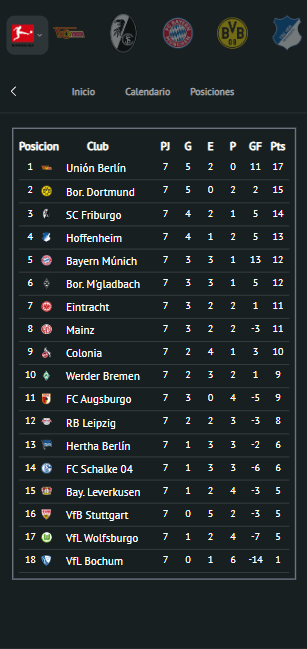 Inicio Calendario Posiciones
Posicion Club PJ G E P GF Pts
1 Unión Berlín 7 5 2 0 11 17
2 Bor. Dortmund 7 5 0 2 2 15
3 SC Friburgo 7 4 2 1 5 14
4 Hoffenheim 7 4 1 2 5 13
5 Bayern Múnich 7 3 3 1 13 12
6 Bor. M'gladbach 7 3 3 1 5 12
7 Eintracht 7 3 2 2 1 11
8 Mainz 7 3 2 2 -3 11
9 Colonia 7 2 4 1 3 10
10 Werder Bremen 7 2 3 2 1 9
11 FC Augsburgo 7 3 0 4 -5 9
12 RB Leipzig 7 2 2 3 -3 8
13 Hertha Berlín 7 1 3 3 -2 6
14 FC Schalke 04 7 1 3 3 -6 6
15 Bay. Leverkusen 7 1 2 4 -3 5
16 VfB Stuttgart 7 0 5 2 -3 5
17 VfL Wolfsburgo 7 1 2 4 -7 5
18 VfL Bochum 7 0 1 6 -14 1